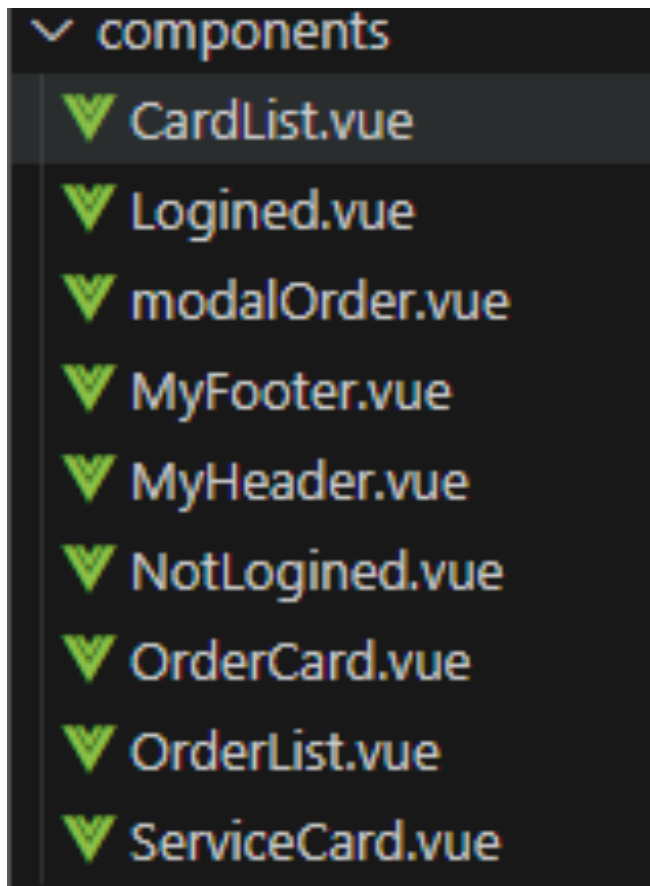 components
CardList.vue
Logined.vue
modalOrder.vue
MyFooter.vue
MyHeader.vue
NotLogined.vue
OrderCard.vue
OrderList.vue
ServiceCard.vue